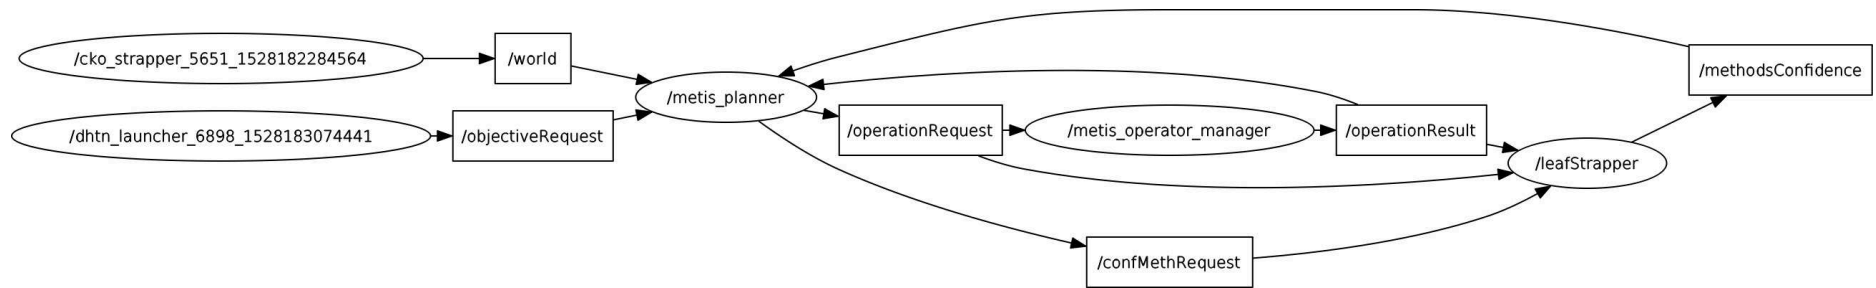 /cko_strapper_5651_1528182284564
/world
/methodsConfidence
/metis_planner
/dhtn_launcher_6898_1528183074441
/objectiveRequest
/operationRequest
/metis_operator_manager
/operationResult
/leafStrapper
/confMethRequest